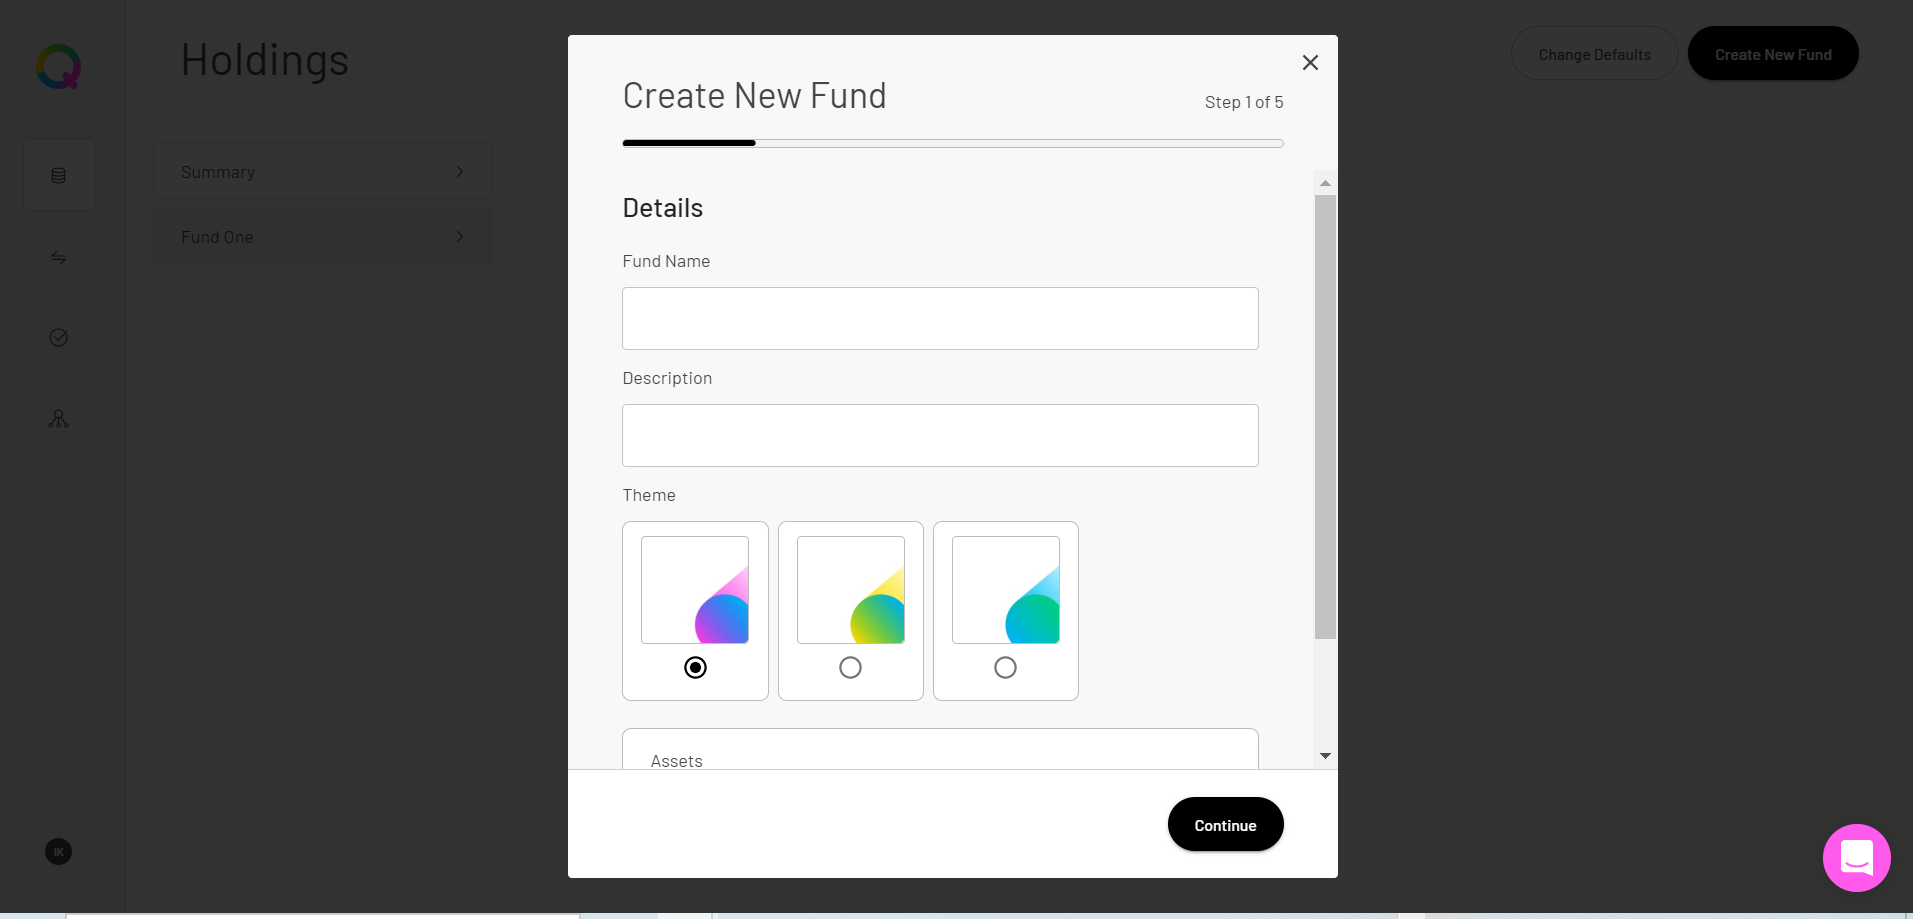 Holdings
Change Defaults
Create New Fund
Summary
Fund One
IK
Create New Fund
Step 1 of 5
Details
Fund Name
Description
Theme
Assets
Continue